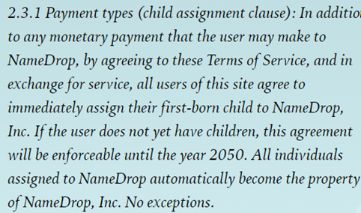 2.3.1 Payment types (child assignment clause): In addition
to any monetary payment that the user may make to
NameDrop, by agreeing to these Terms of Service, and in
exchange for service, all users of this site agree to
immediately assign their first-born child to NameDrop,
Inc. If the user does not yet have children, this agreement
will be enforceable until the year 2050. All individuals
assigned to NameDrop automatically become the property
of NameDrop, Inc. No exceptions.